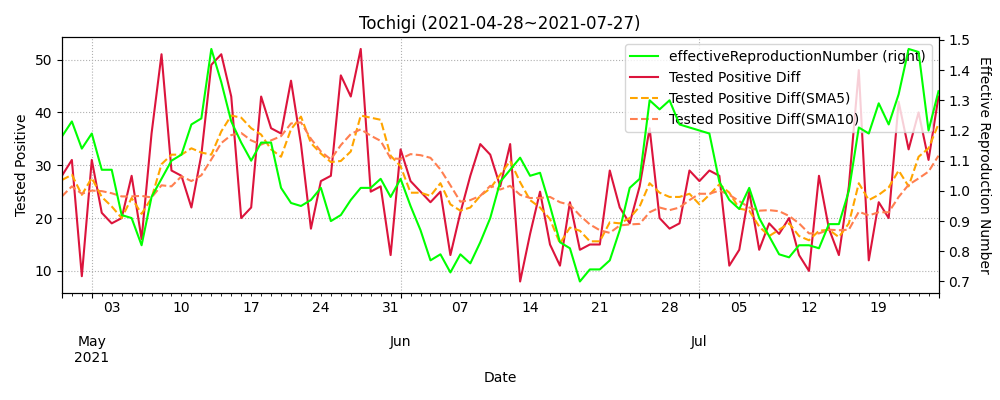 Tochigi (2021-04-28~2021-07-27)
effectiveReproductionNumber (right)
Tested Positive Diff
Tested Positive Diff(SMA5)
Tested Positive Diff(SMA10)
Tested Positive
50
40
30
20
10
1.5
1.4
1.3
1.2
1.1
1.0
0.9
0.8
0.7
Effective Reproduction Number
03 10 17 24 31 07 14 21 28 05 12 19
May Jun Jul
2021
Date